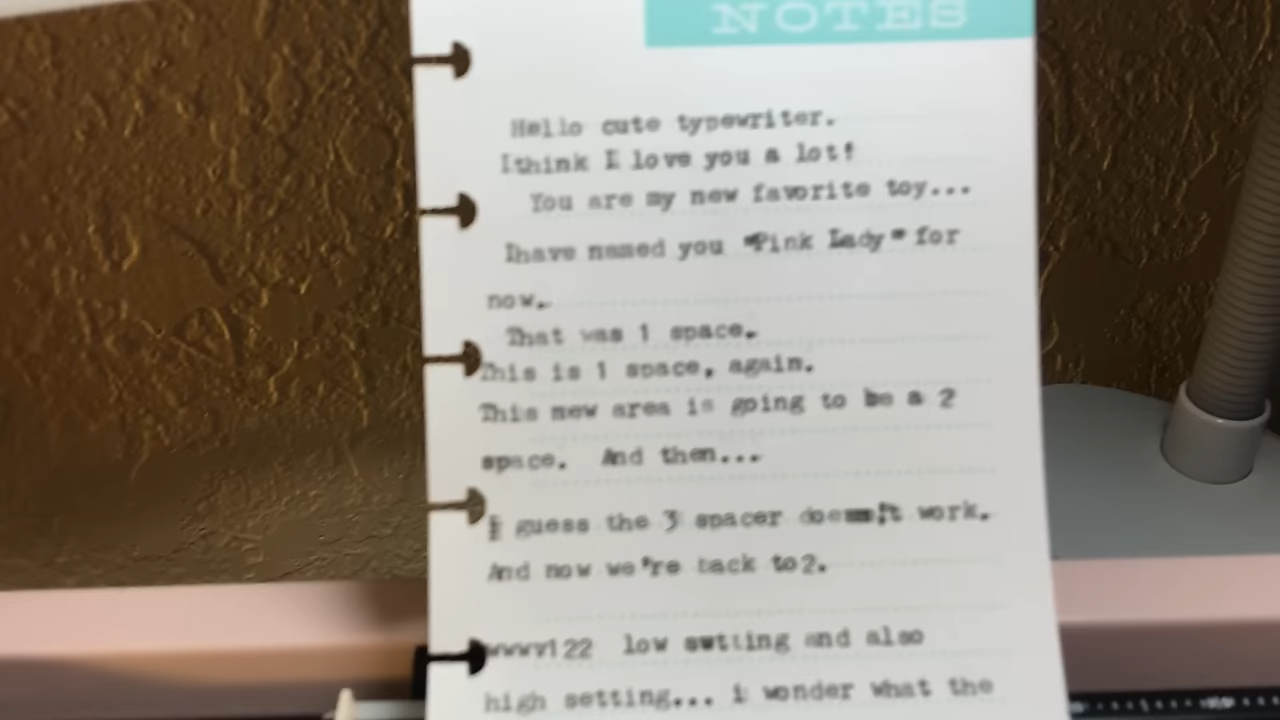 NOTES
Hello cute typewriter.
Ithink I love you a lot!
You are my new favorite toy...
Ihave named you "Pink Lady" for
now.
That was 1 space.
This is 1 space, again.
This new area is going to be a 2
space. And then...
I guess the 3 spacer doesn't work.
And now we're back to2.
wwwv122 low setting and also
high setting... i wonder what the